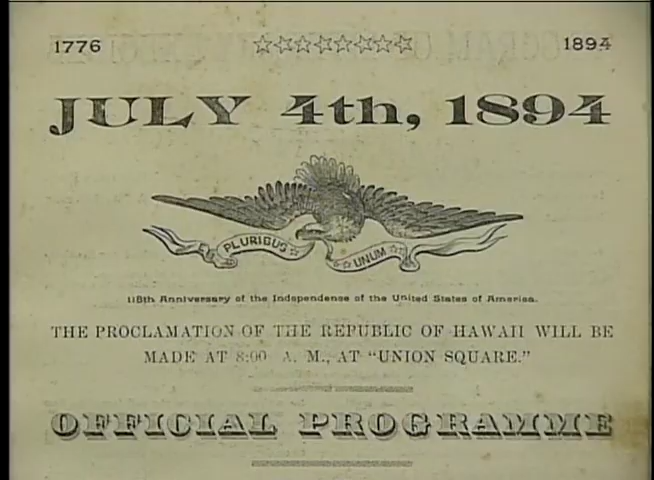 1776 ☆☆☆☆☆☆☆☆ 1894
JULY 4th, 1894
PLURIBUS ☆ ☆☆ UNUM ☆☆
118th Anniversary of the Independense of the United States of America.
THE PROCLAMATION OF THE REPUBLIC OF HAWAII WILL BE
MADE AT 8:00 A. M., AT “UNION SQUARE.”
OFFICIAL PROGRAMME